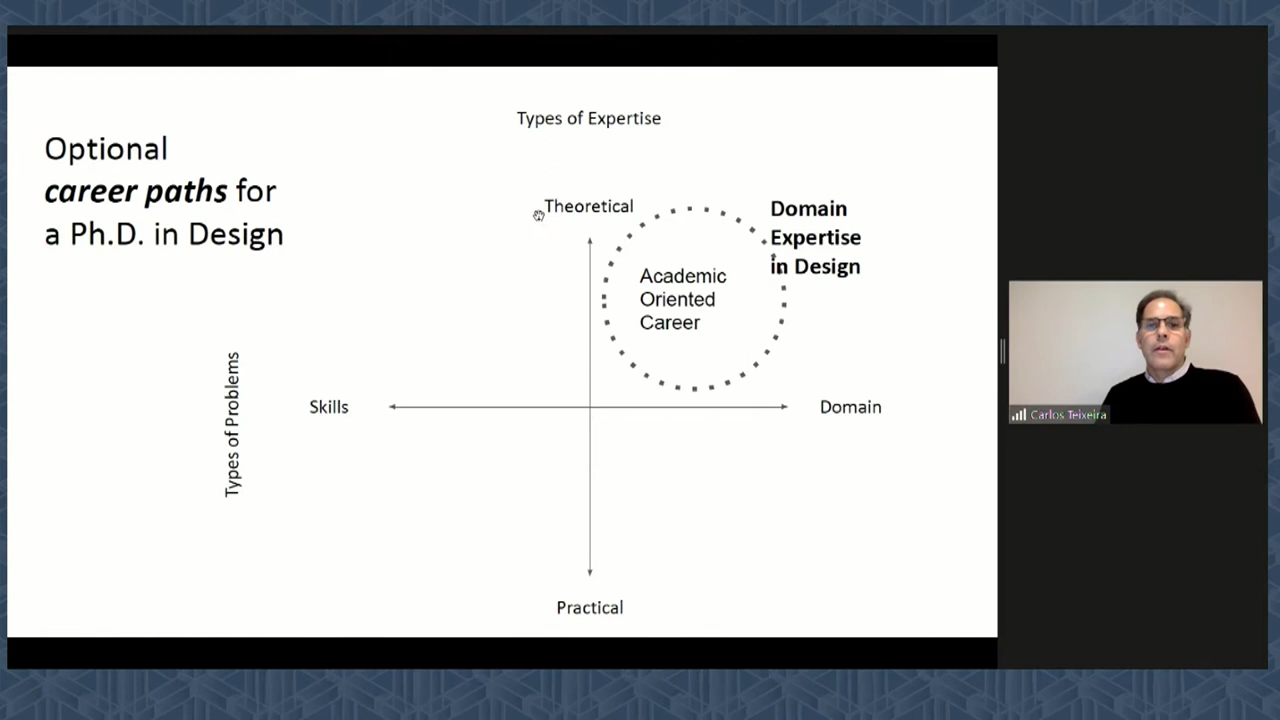 Types of Expertise
Optional
career paths for
a Ph.D. in Design
Theoretical
Domain
Expertise
in Design
Academic
Oriented
Career
Types of Problems
Skills
Domain
Practical
Carlos Teixeira